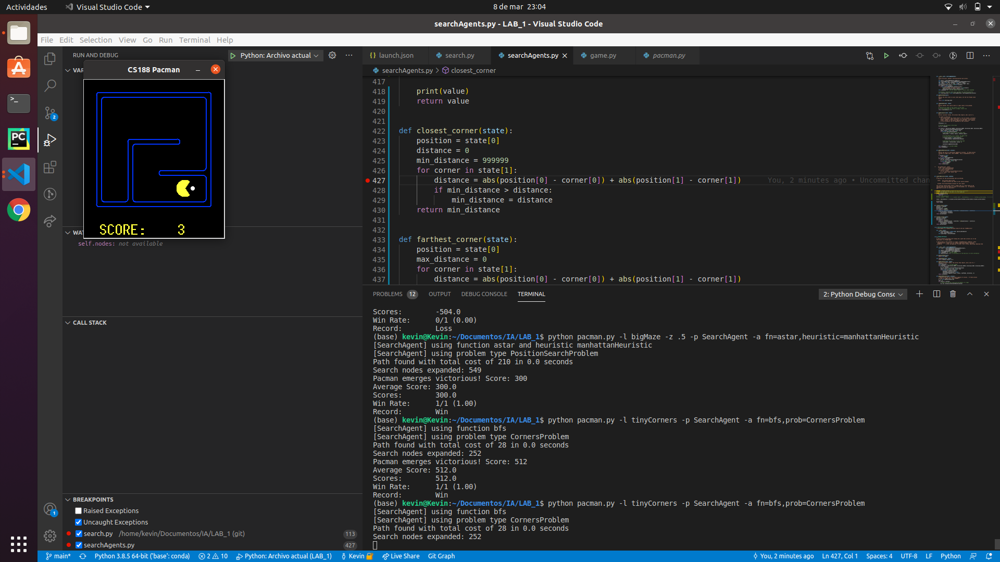 Actividades
Visual Studio Code
8 de mar 23:04
searchAgents.py - LAB_1 - Visual Studio Code
File Edit Selection View Go Run Terminal Help
RUN AND DEBUG
Python: Archivo actual
VAR
CS188 Pacman
SCORE: 3
WAT
self.nodes: not available
CALL STACK
BREAKPOINTS
Raised Exceptions
Uncaught Exceptions
search.py /home/kevin/Documentos/IA/LAB_1 (git) 113
searchAgents.py 427
PC
2
1
launch.json search.py searchAgents.py game.py pacman.py
searchAgents.py > closest_corner
417
418 print(value)
419 return value
420
421
422 def closest_corner(state):
423 position = state[0]
424 distance = 0
425 min_distance = 999999
426 for corner in state[1]:
427 distance = abs(position[0] - corner[0]) + abs(position[1] - corner[1]) You, 2 minutes ago • Uncommitted chan
428 if min_distance > distance:
429 min_distance = distance
430 return min_distance
431
432
433 def farthest_corner(state):
434 position = state[0]
435 max_distance = 0
436 for corner in state[1]:
437 distance = abs(position[0] - corner[0]) + abs(position[1] - corner[1])
PROBLEMS 12 OUTPUT DEBUG CONSOLE TERMINAL
2: Python Debug Consc
Scores: -504.0
Win Rate: 0/1 (0.00)
Record: Loss
(base) kevin@Kevin:~/Documentos/IA/LAB_1$ python pacman.py -l bigMaze -z .5 -p SearchAgent -a fn=astar,heuristic=manhattanHeuristic
[SearchAgent] using function astar and heuristic manhattanHeuristic
[SearchAgent] using problem type PositionSearchProblem
Path found with total cost of 210 in 0.0 seconds
Search nodes expanded: 549
Pacman emerges victorious! Score: 300
Average Score: 300.0
Scores: 300.0
Win Rate: 1/1 (1.00)
Record: Win
(base) kevin@Kevin:~/Documentos/IA/LAB_1$ python pacman.py -l tinyCorners -p SearchAgent -a fn=bfs,prob=CornersProblem
[SearchAgent] using function bfs
[SearchAgent] using problem type CornersProblem
Path found with total cost of 28 in 0.0 seconds
Search nodes expanded: 252
Pacman emerges victorious! Score: 512
Average Score: 512.0
Scores: 512.0
Win Rate: 1/1 (1.00)
Record: Win
(base) kevin@Kevin:~/Documentos/IA/LAB_1$ python pacman.py -l tinyCorners -p SearchAgent -a fn=bfs,prob=CornersProblem
[SearchAgent] using function bfs
[SearchAgent] using problem type CornersProblem
Path found with total cost of 28 in 0.0 seconds
Search nodes expanded: 252
main* Python 3.8.5 64-bit ('base': conda) 2 10 Python: Archivo actual (LAB_1) Kevin Live Share Git Graph You, 2 minutes ago Ln 427, Col 1 Spaces: 4 UTF-8 LF Python